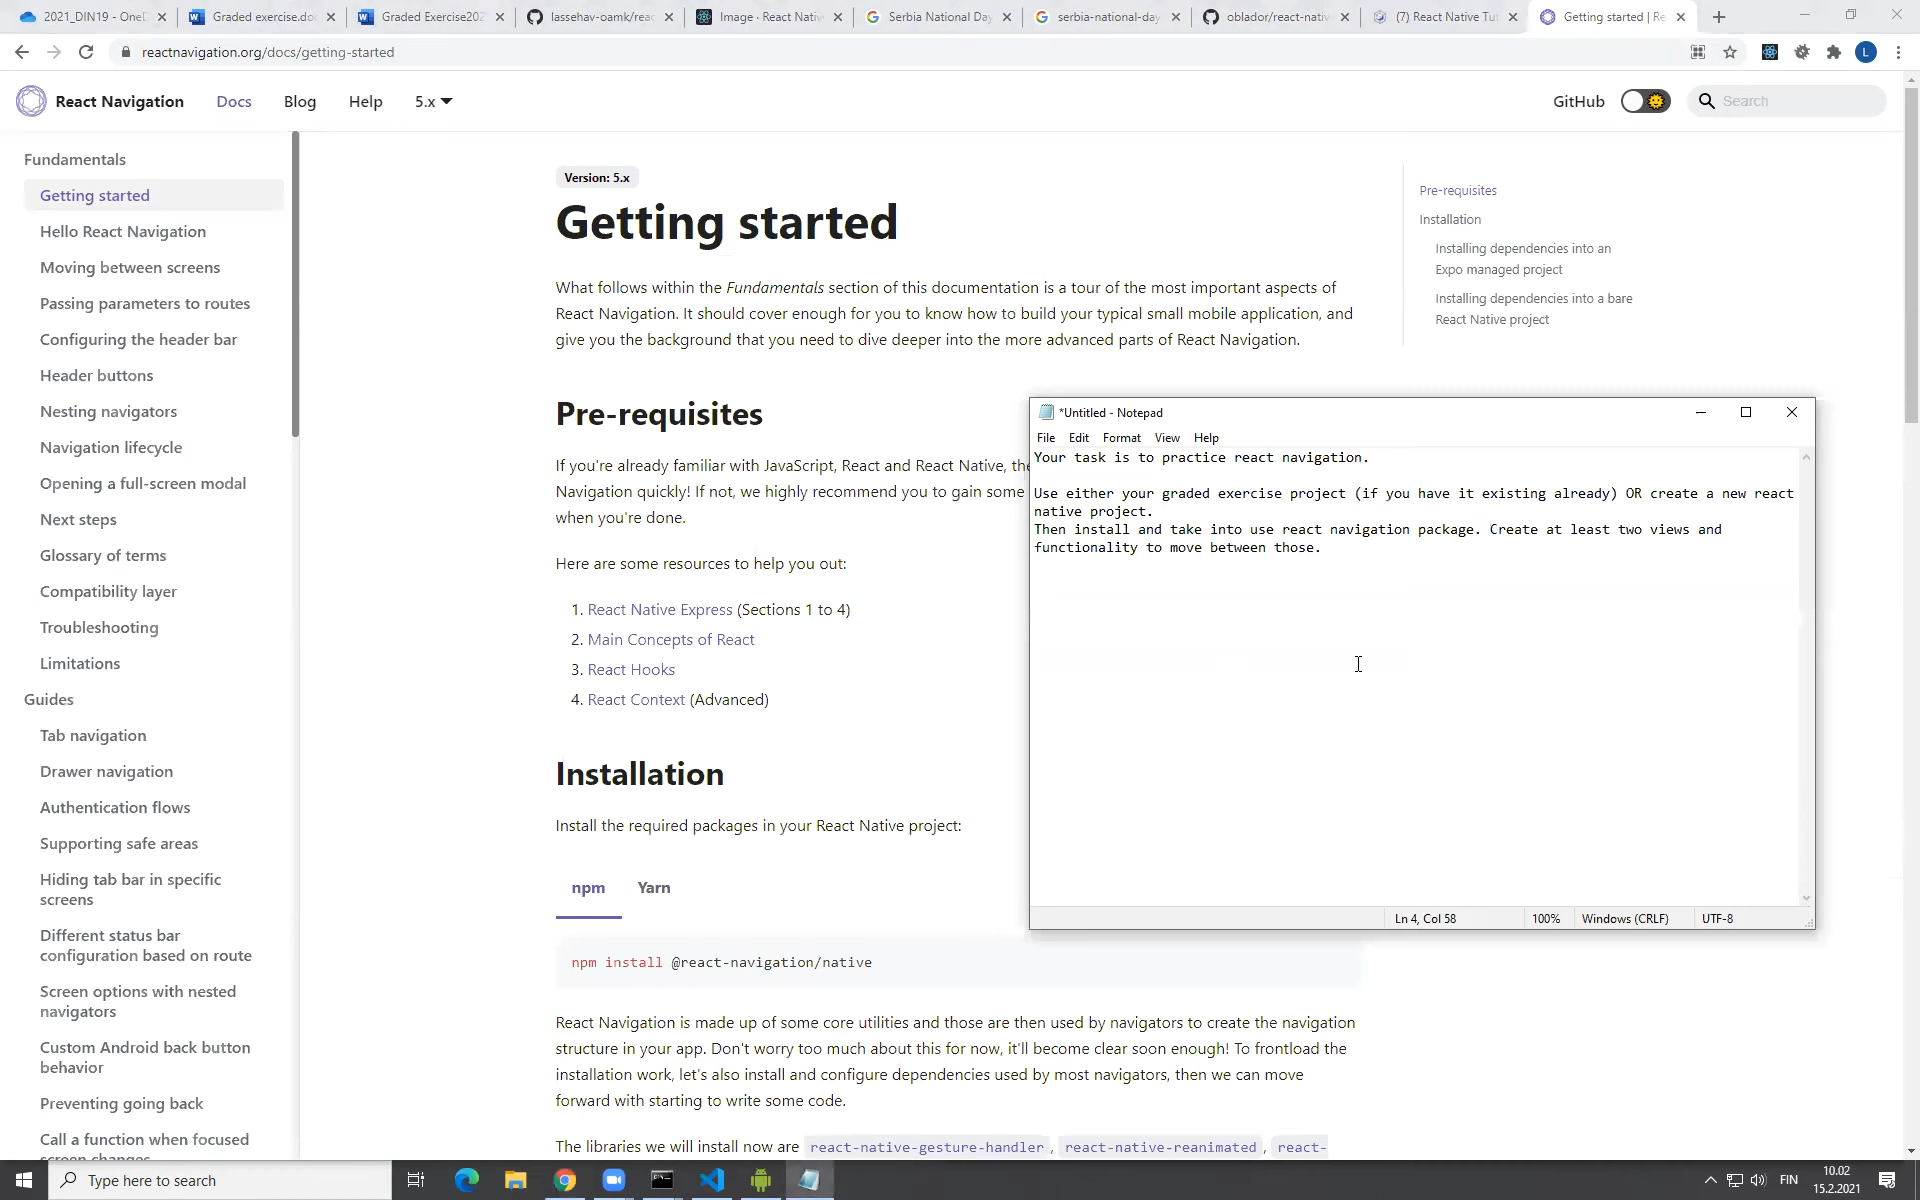 2021_DIN19 - OneD
Graded exercise.do
Graded Exercise202
lassehav-oamk/reac
Image · React Nativ
Serbia National Day
serbia-national-day
oblador/react-nativ
(7) React Native Tut
Getting started | Re
reactnavigation.org/docs/getting-started
L
React Navigation
Docs
Blog
Help
5.x
GitHub
Search
Fundamentals
Getting started
Hello React Navigation
Moving between screens
Passing parameters to routes
Configuring the header bar
Header buttons
Nesting navigators
Navigation lifecycle
Opening a full-screen modal
Next steps
Glossary of terms
Compatibility layer
Troubleshooting
Limitations
Guides
Tab navigation
Drawer navigation
Authentication flows
Supporting safe areas
Hiding tab bar in specific
screens
Different status bar
configuration based on route
Screen options with nested
navigators
Custom Android back button
behavior
Preventing going back
Call a function when focused
screen changes
Version: 5.x
Getting started
What follows within the Fundamentals section of this documentation is a tour of the most important aspects of
React Navigation. It should cover enough for you to know how to build your typical small mobile application, and
give you the background that you need to dive deeper into the more advanced parts of React Navigation.
Pre-requisites
If you're already familiar with JavaScript, React and React Native, the
Navigation quickly! If not, we highly recommend you to gain some
when you're done.
Here are some resources to help you out:
1. React Native Express (Sections 1 to 4)
2. Main Concepts of React
3. React Hooks
4. React Context (Advanced)
Installation
Install the required packages in your React Native project:
npm
Yarn
npm install @react-navigation/native
React Navigation is made up of some core utilities and those are then used by navigators to create the navigation
structure in your app. Don't worry too much about this for now, it'll become clear soon enough! To frontload the
installation work, let's also install and configure dependencies used by most navigators, then we can move
forward with starting to write some code.
The libraries we will install now are react-native-gesture-handler, react-native-reanimated, react-
Pre-requisites
Installation
Installing dependencies into an
Expo managed project
Installing dependencies into a bare
React Native project
*Untitled - Notepad
File Edit Format View Help
Your task is to practice react navigation.
Use either your graded exercise project (if you have it existing already) OR create a new react
native project.
Then install and take into use react navigation package. Create at least two views and
functionality to move between those.
Ln 4, Col 58
100%
Windows (CRLF)
UTF-8
Type here to search
FIN
10.02
15.2.2021